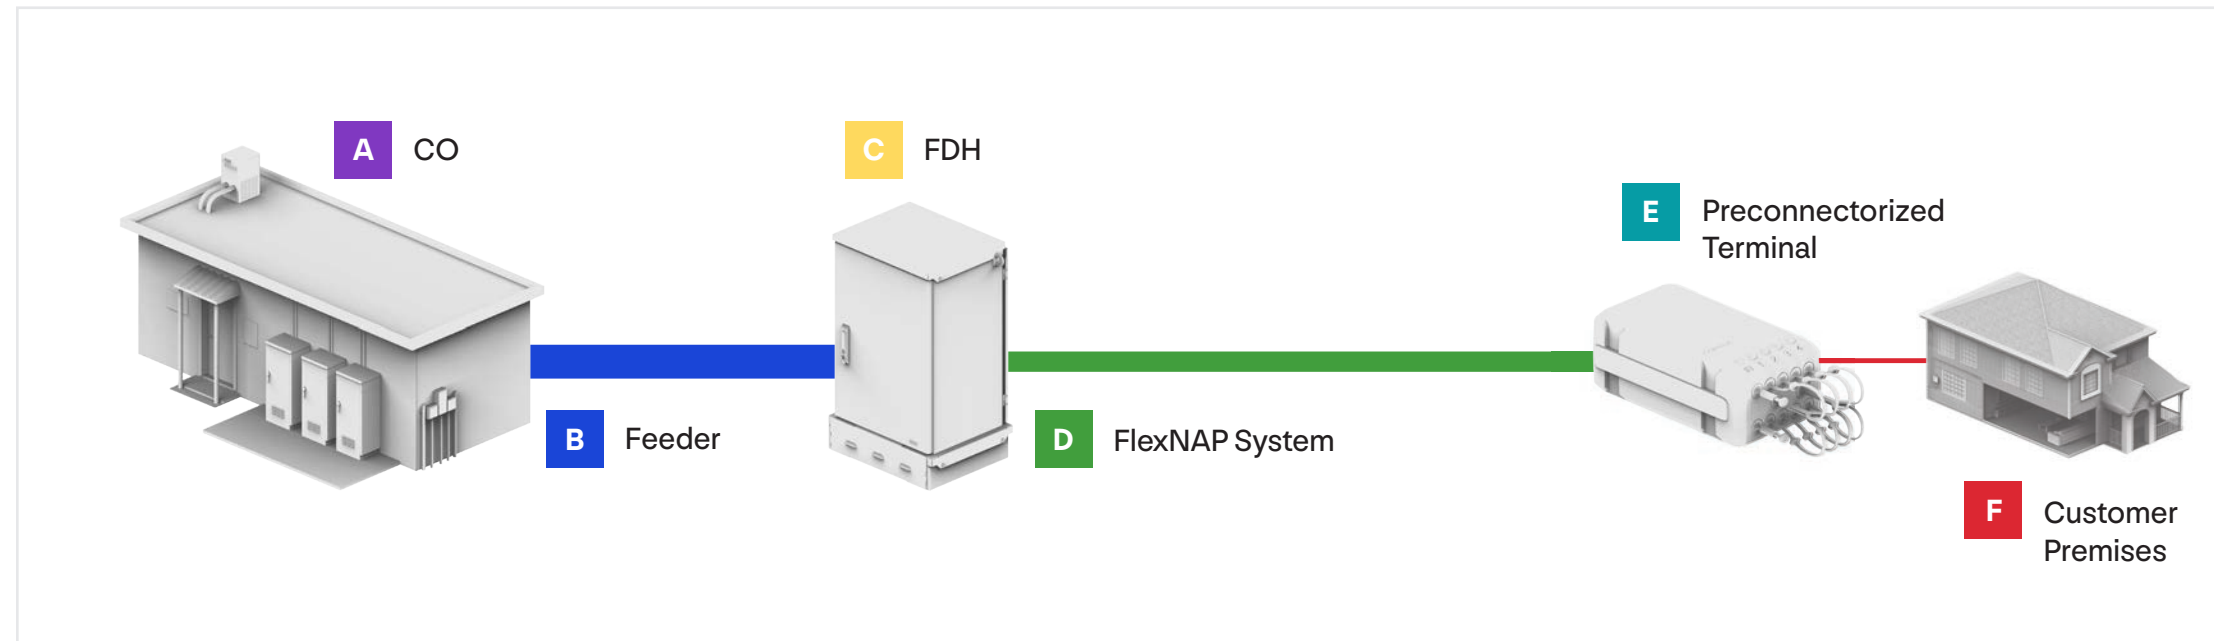 A CO
C FDH
E Preconnectorized
Terminal
B Feeder
D FlexNAP System
F Customer
Premises